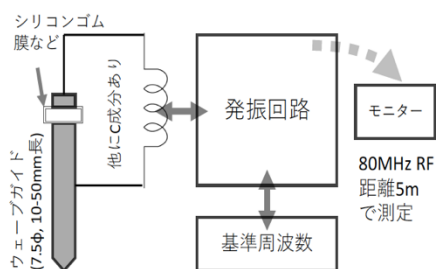 シリコンゴム
膜など
他にC成分あり
発振回路
モニター
80MHz RF
距離5m
で測定
基準周波数
ウェーブガイド
(7.5φ, 10-50mm長)